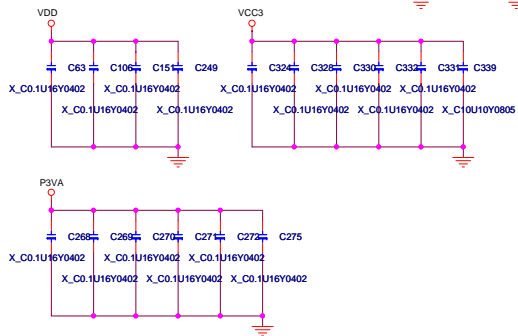 VDD
C63 C106 C151 C249
X_C0.1U16Y0402 X_C0.1U16Y0402
X_C0.1U16Y0402 X_C0.1U16Y0402
VCC3
C324 C328 C330 C332 C331 C339
X_C0.1U16Y0402 X_C0.1U16Y0402 X_C0.1U16Y0402
X_C0.1U16Y0402 X_C0.1U16Y0402 X_C10U10Y0805
P3VA
C268 C269 C270 C271 C272 C275
X_C0.1U16Y0402 X_C0.1U16Y0402 X_C0.1U16Y0402
X_C0.1U16Y0402 X_C0.1U16Y0402 X_C0.1U16Y0402